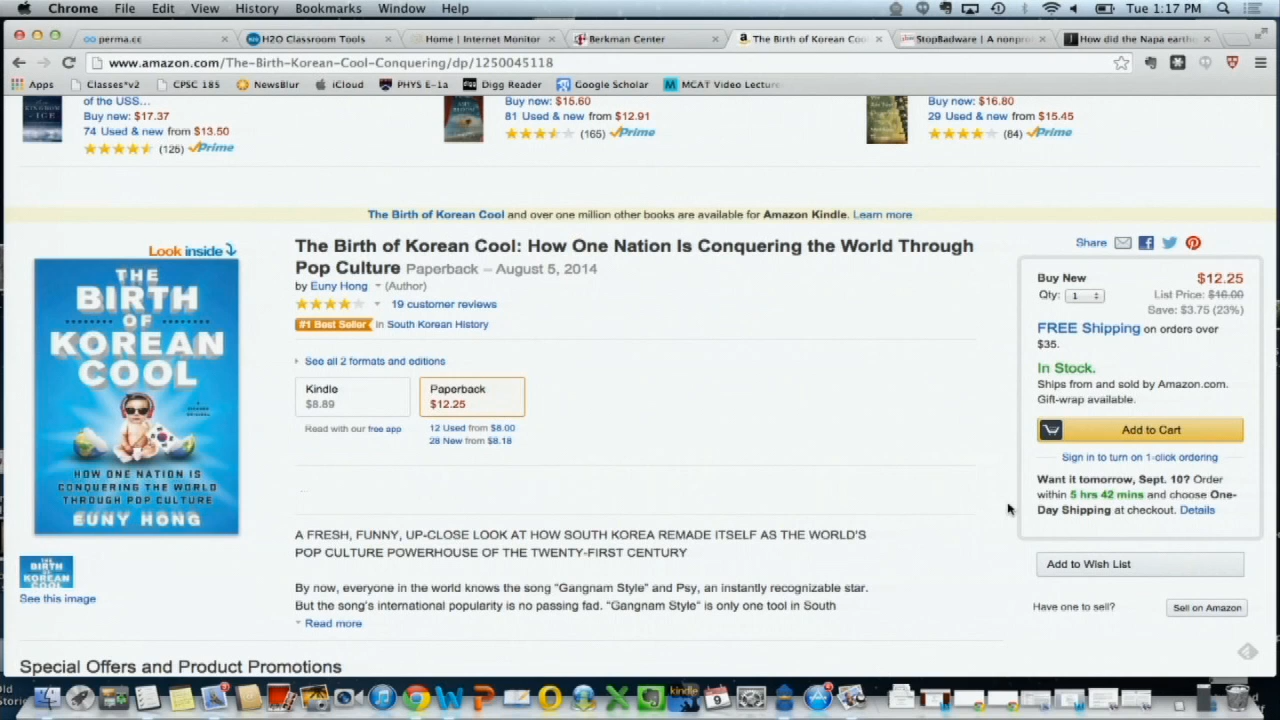 Chrome File Edit View History Bookmarks Window Help Tue 1:17 PM
perma.cc H2O Classroom Tools Home | Internet Monitor Berkman Center The Birth of Korean Coo StopBadware | A nonpro How did the Napa earth
www.amazon.com/The-Birth-Korean-Cool-Conquering/dp/1250045118
Apps Classes*v2 CPSC 185 NewsBlur iCloud PHYS E-1a Digg Reader Google Scholar MCAT Video Lecture
of the USS... Buy new: $15.60 Buy new: $16.80
Buy new: $17.37 81 Used & new from $12.91 29 Used & new from $15.45
74 Used & new from $13.50 (165) Prime (84) Prime
(125) Prime
The Birth of Korean Cool and over one million other books are available for Amazon Kindle. Learn more
Look inside
THE
BIRTH
OF
KOREAN
COOL
HOW ONE NATION IS
CONQUERING THE WORLD
THROUGH POP CULTURE
EUNY HONG
THE
BIRTH
OF
KOREAN
COOL
See this image
The Birth of Korean Cool: How One Nation Is Conquering the World Through
Pop Culture Paperback – August 5, 2014
by Euny Hong (Author)
19 customer reviews
#1 Best Seller in South Korean History
See all 2 formats and editions
Kindle
$8.89
Read with our free app
Paperback
$12.25
12 Used from $8.00
28 New from $8.18
...
A FRESH, FUNNY, UP-CLOSE LOOK AT HOW SOUTH KOREA REMADE ITSELF AS THE WORLD'S
POP CULTURE POWERHOUSE OF THE TWENTY-FIRST CENTURY
By now, everyone in the world knows the song "Gangnam Style" and Psy, an instantly recognizable star.
But the song's international popularity is no passing fad. "Gangnam Style" is only one tool in South
Read more
Share
Buy New $12.25
Qty: 1 List Price: $16.00
Save: $3.75 (23%)
FREE Shipping on orders over
$35.
In Stock.
Ships from and sold by Amazon.com.
Gift-wrap available.
Add to Cart
Sign in to turn on 1-click ordering
Want it tomorrow, Sept. 10? Order
within 5 hrs 42 mins and choose One-
Day Shipping at checkout. Details
Add to Wish List
Have one to sell? Sell on Amazon
Special Offers and Product Promotions
Old
Stori
kindle
9